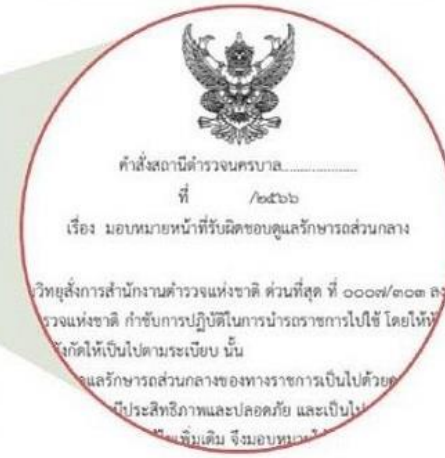 คำสั่งสถานีตำรวจนครบาล.....................
ที่ /๒๕๖๖
เรื่อง มอบหมายหน้าที่รับผิดชอบดูแลรักษารถส่วนกลาง
วิทยุสั่งการสำนักงานตำรวจแห่งชาติ ด่วนที่สุด ที่ ๐๐๐๗/๓๐๓
รวจแห่งชาติ กำชับการปฏิบัติในการนำรถราชการไปใช้ โดยให้
ังกัดให้เป็นไปตามระเบียบ นั้น
ูแลรักษารถส่วนกลางของทางราชการเป็นไปด้วย
มีประสิทธิภาพและปลอดภัย และเป็นไป
เพิ่มเติม จึงมอบหมาย